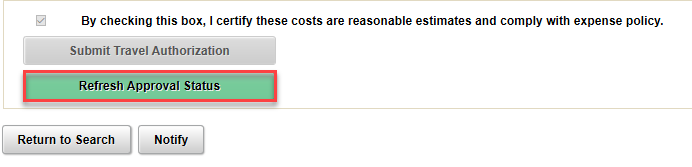 By checking this box, I certify these costs are reasonable estimates and comply with expense policy.
Submit Travel Authorization
Refresh Approval Status
Return to Search Notify